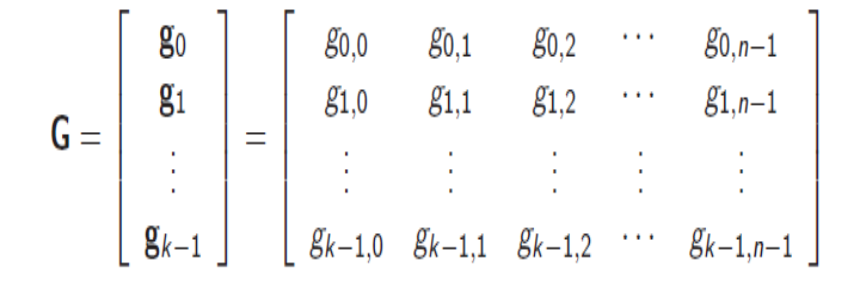 G = [ g0 g1 ⋮ gk−1 ] = [ g0,0 g0,1 g0,2 ⋯ g0,n−1
g1,0 g1,1 g1,2 ⋯ g1,n−1
⋮ ⋮ ⋮ ⋮ ⋮
gk−1,0 gk−1,1 gk−1,2 ⋯ gk−1,n−1 ]